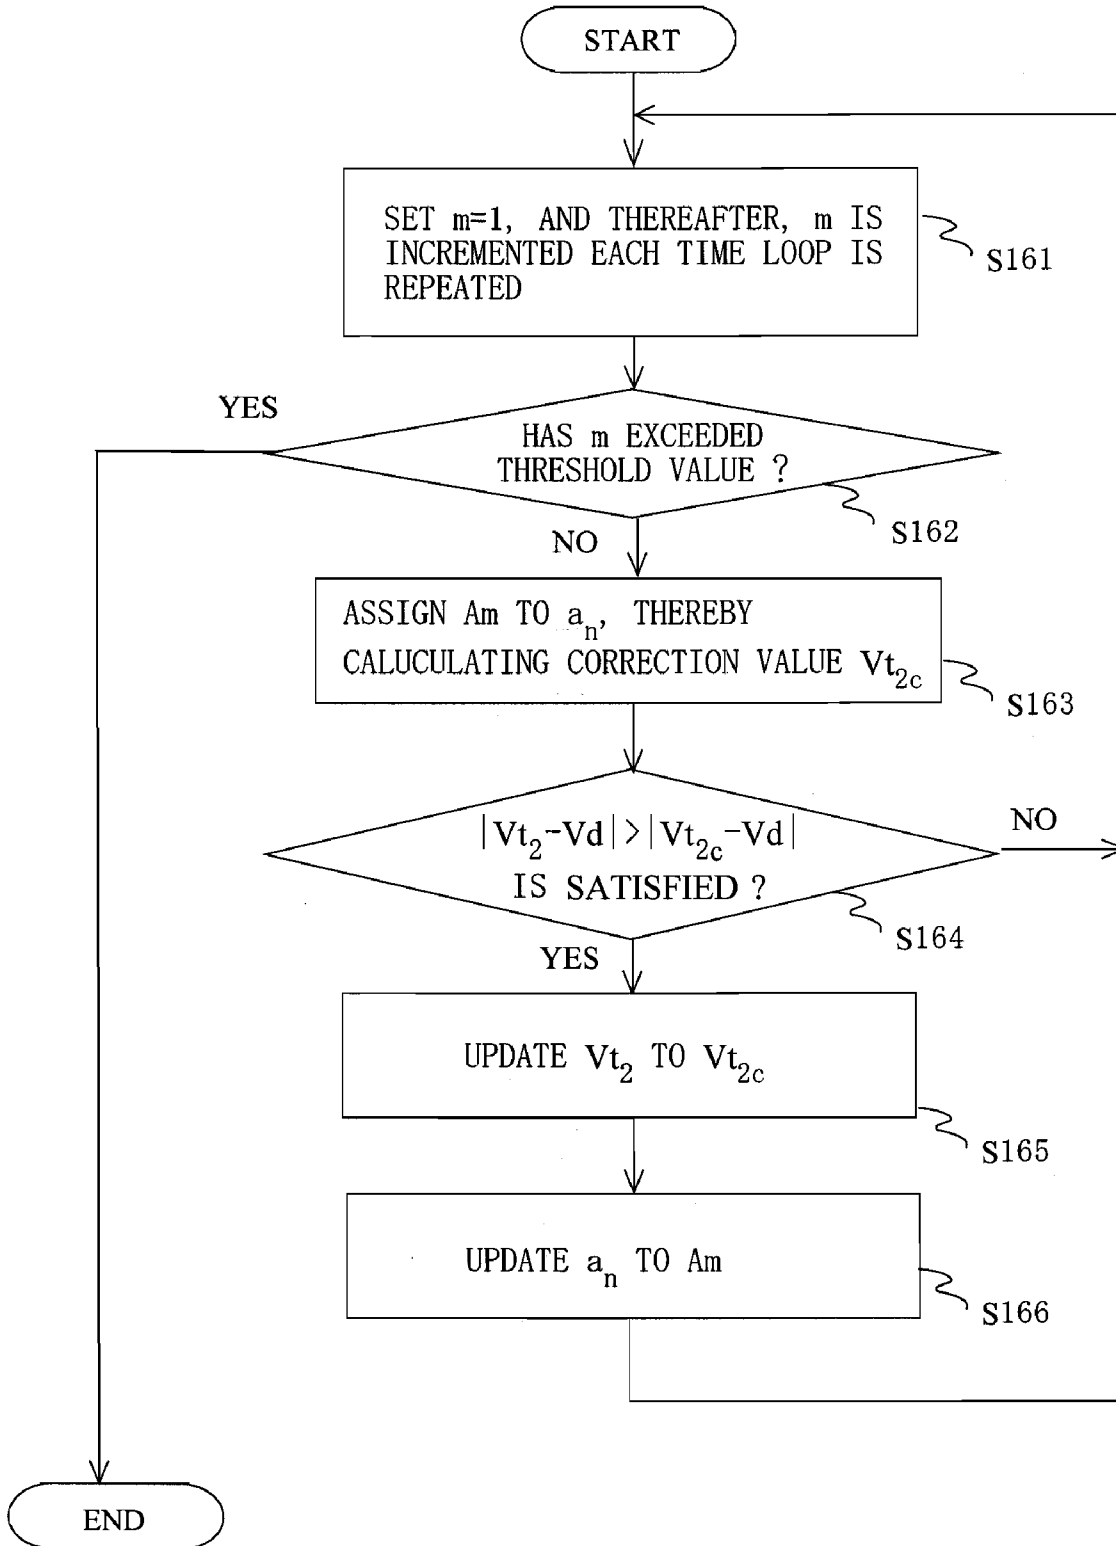 START
SET m=1, AND THEREAFTER, m IS
INCREMENTED EACH TIME LOOP IS
REPEATED
S161
YES
HAS m EXCEEDED
THRESHOLD VALUE ?
S162
NO
ASSIGN Am TO aₙ, THEREBY
CALUCULATING CORRECTION VALUE Vt₂c
S163
|Vt₂-Vd|>|Vt₂c-Vd|
IS SATISFIED ?
NO
S164
YES
UPDATE Vt₂ TO Vt₂c
S165
UPDATE aₙ TO Am
S166
END